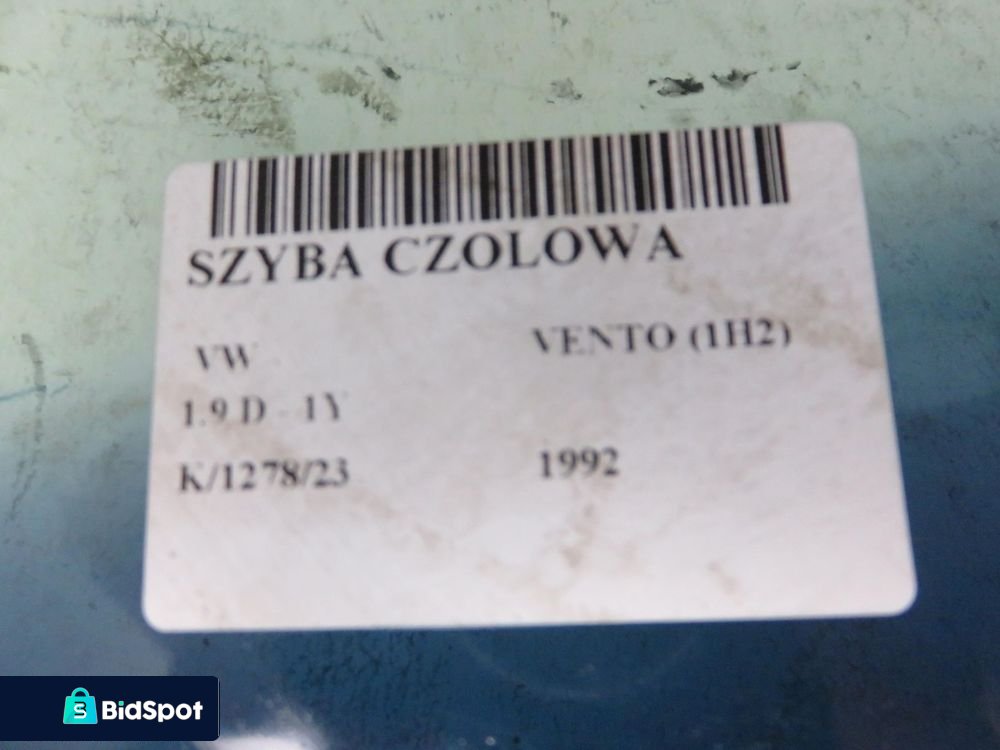 SZYBA CZOLOWA
VW VENTO (1H2)
1.9 D - 1Y
K/1278/23 1992
BidSpot